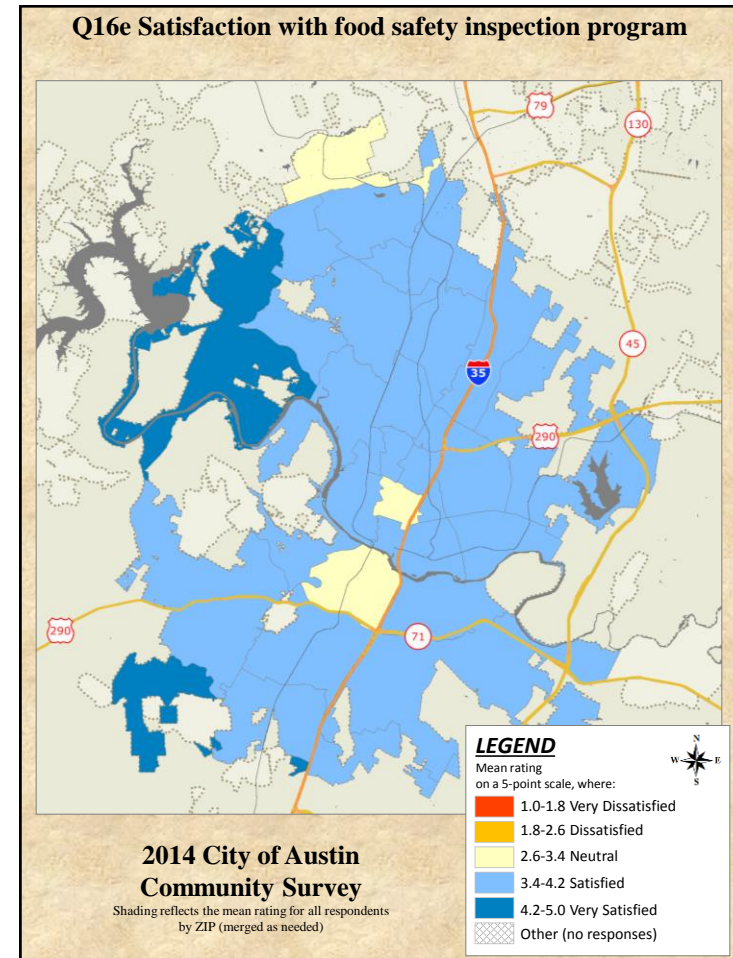 Q16e Satisfaction with food safety inspection program
79
130
45
35
290
290
71
LEGEND
Mean rating
on a 5-point scale, where:
1.0-1.8 Very Dissatisfied
1.8-2.6 Dissatisfied
2.6-3.4 Neutral
3.4-4.2 Satisfied
4.2-5.0 Very Satisfied
Other (no responses)
N
W E
S
2014 City of Austin
Community Survey
Shading reflects the mean rating for all respondents
by ZIP (merged as needed)